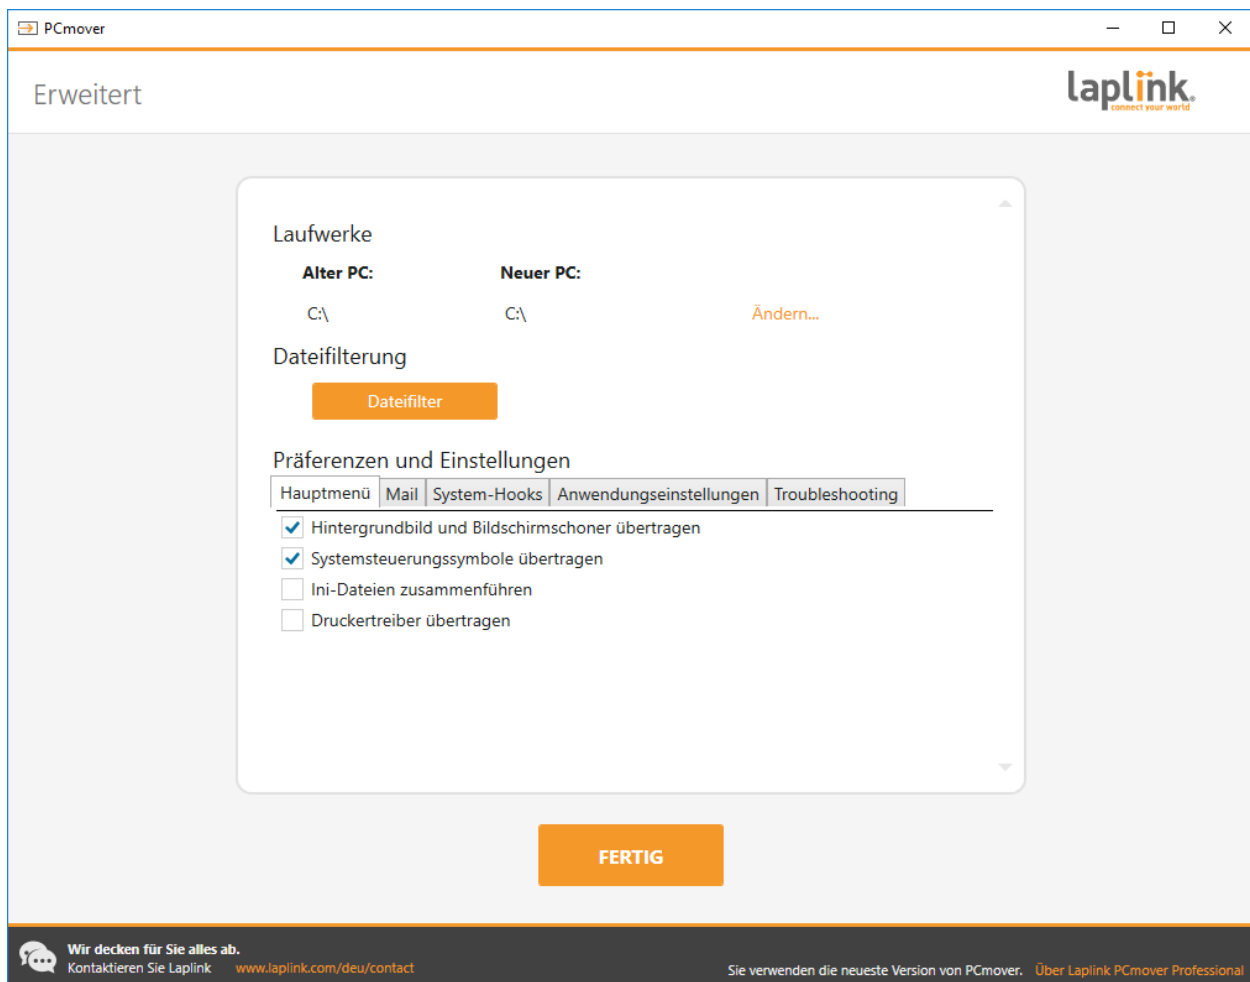 PCmover
Erweitert
laplink.
connect your world
Laufwerke
Alter PC: Neuer PC:
C:\ C:\ Ändern...
Dateifilterung
Dateifilter
Präferenzen und Einstellungen
Hauptmenü Mail System-Hooks Anwendungseinstellungen Troubleshooting
Hintergrundbild und Bildschirmschoner übertragen
Systemsteuerungssymbole übertragen
Ini-Dateien zusammenführen
Druckertreiber übertragen
FERTIG
Wir decken für Sie alles ab.
Kontaktieren Sie Laplink www.laplink.com/deu/contact
Sie verwenden die neueste Version von PCmover. Über Laplink PCmover Professional